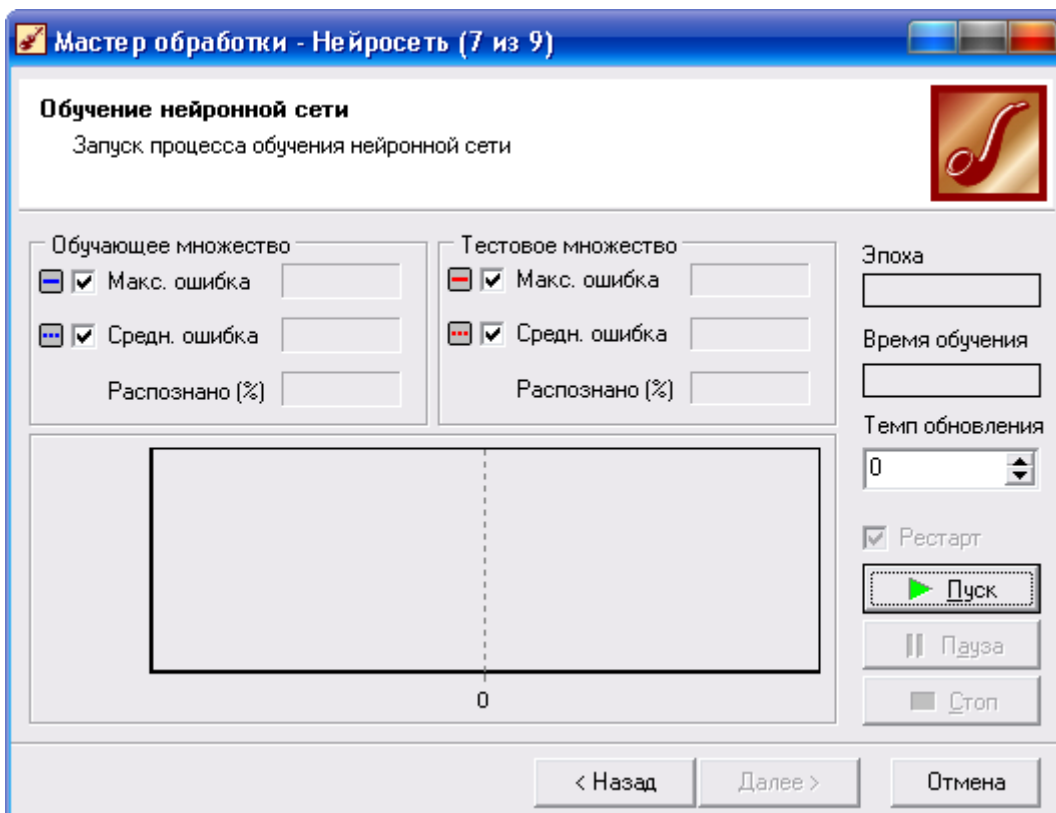 Мастер обработки - Нейросеть (7 из 9)
Обучение нейронной сети
Запуск процесса обучения нейронной сети
Обучающее множество
Макс. ошибка
Средн. ошибка
Распознано (%)
Тестовое множество
Макс. ошибка
Средн. ошибка
Распознано (%)
Эпоха
Время обучения
Темп обновления
0
Рестарт
Пуск
Пауза
Стоп
0
< Назад
Далее >
Отмена